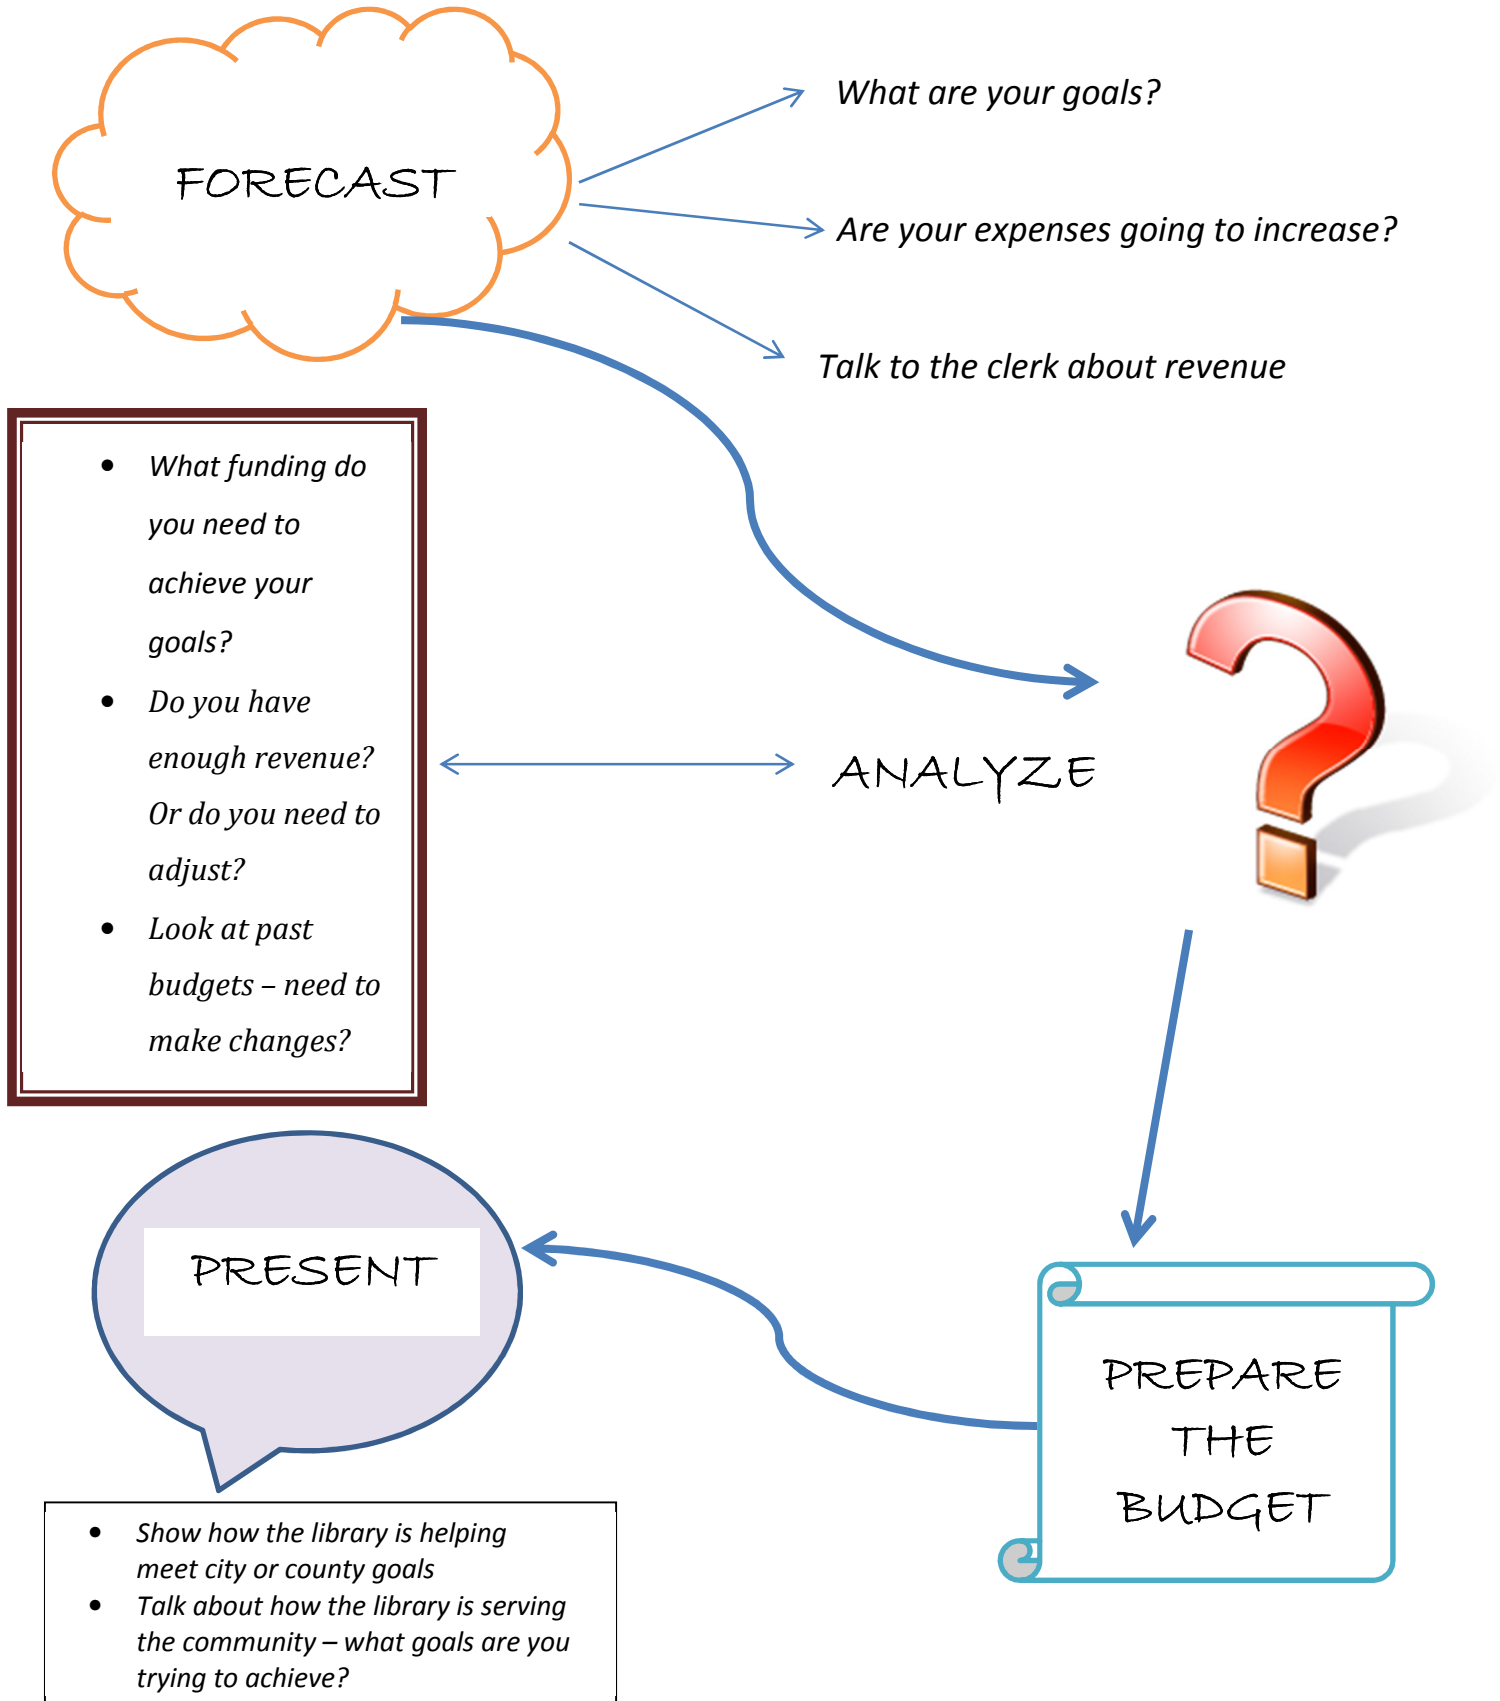 FORECAST
What are your goals?
Are your expenses going to increase?
Talk to the clerk about revenue
• What funding do
you need to
achieve your
goals?
• Do you have
enough revenue?
Or do you need to
adjust?
• Look at past
budgets – need to
make changes?
ANALYZE
?
PREPARE
THE
BUDGET
PRESENT
• Show how the library is helping
meet city or county goals
• Talk about how the library is serving
the community – what goals are you
trying to achieve?